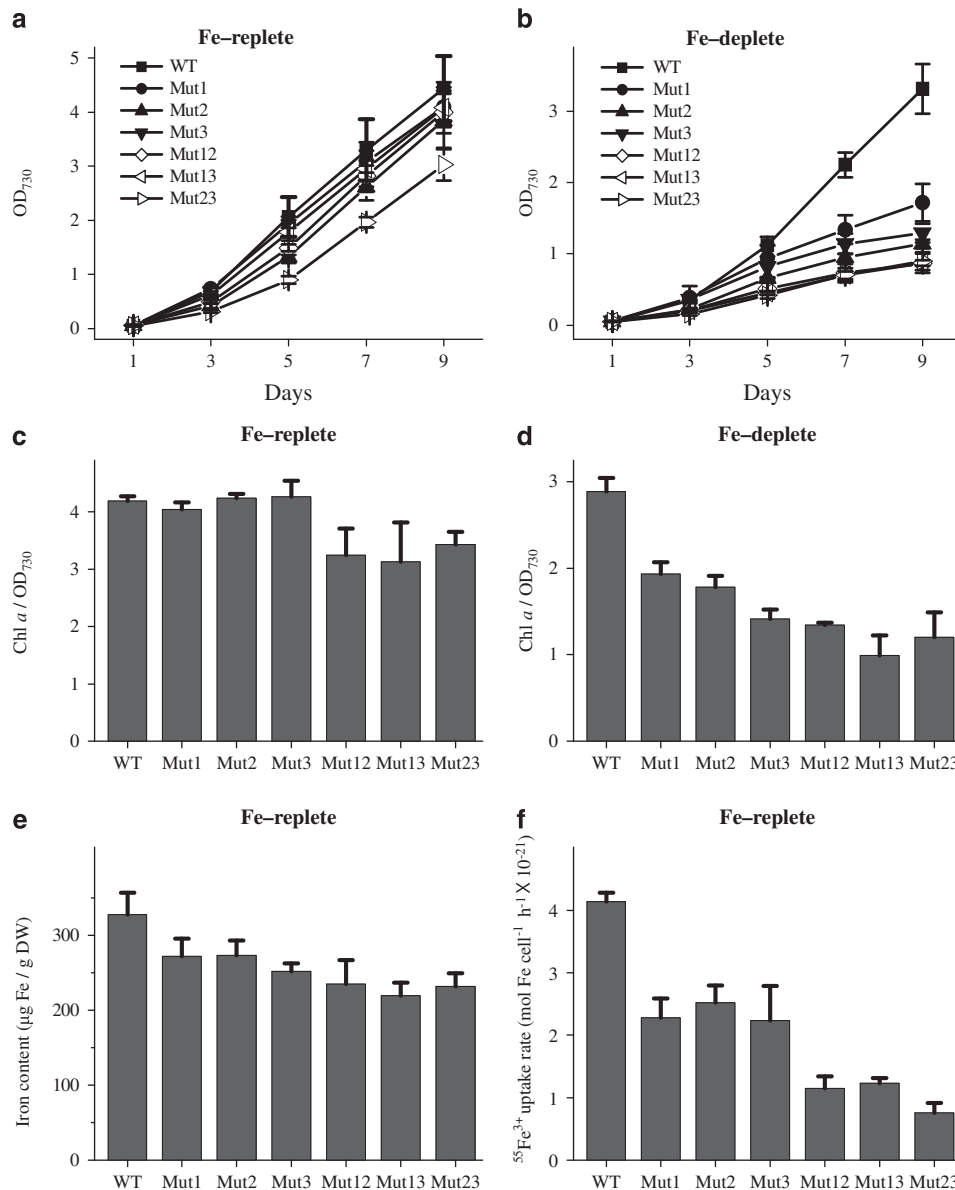 a
Fe–replete
WT
Mut1
Mut2
Mut3
Mut12
Mut13
Mut23
OD730
5
4
3
2
1
0
1 3 5 7 9
Days
b
Fe–deplete
WT
Mut1
Mut2
Mut3
Mut12
Mut13
Mut23
OD730
3
2
1
0
1 3 5 7 9
Days
c
Fe–replete
Chl a / OD730
4
3
2
1
0
WT Mut1 Mut2 Mut3 Mut12 Mut13 Mut23
d
Fe–deplete
Chl a / OD730
3
2
1
0
WT Mut1 Mut2 Mut3 Mut12 Mut13 Mut23
e
Fe–replete
Iron content (µg Fe / g DW)
300
200
100
0
WT Mut1 Mut2 Mut3 Mut12 Mut13 Mut23
f
Fe–replete
55Fe3+ uptake rate (mol Fe cell-1 h-1 X 10-21)
4
3
2
1
0
WT Mut1 Mut2 Mut3 Mut12 Mut13 Mut23